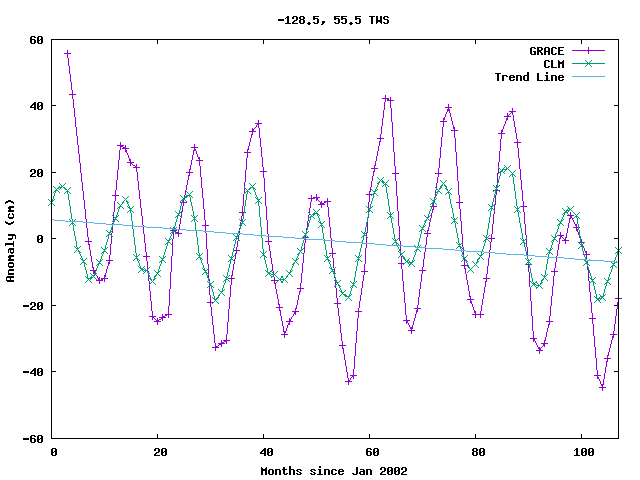 -128.5, 55.5 TWS
GRACE
CLM
Trend Line
60
40
20
0
-20
-40
-60
Anomaly (cm)
0 20 40 60 80 100
Months since Jan 2002